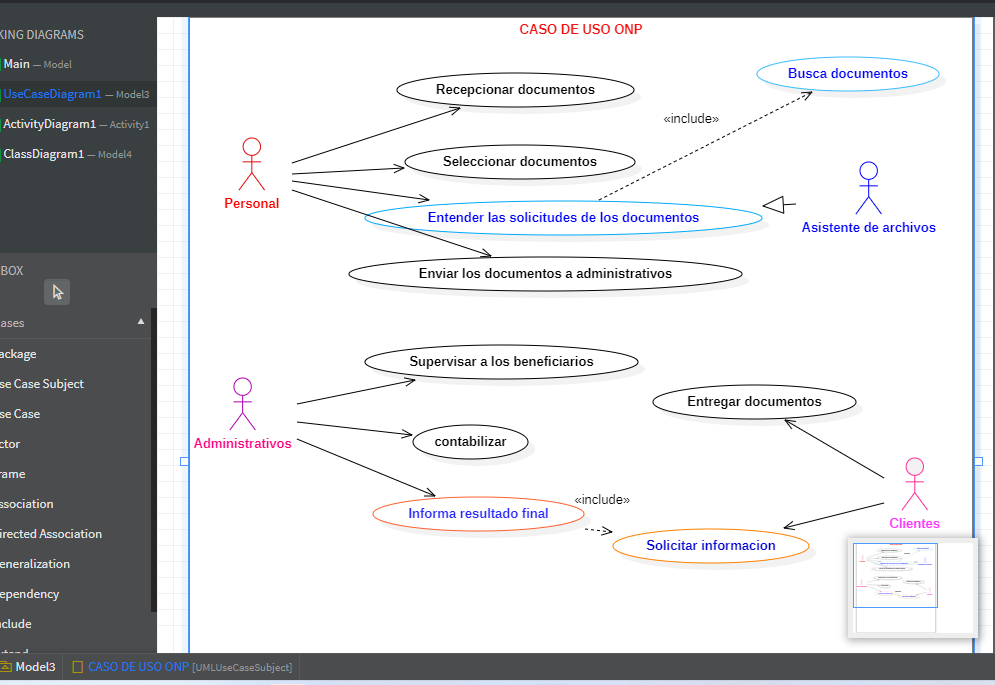 KING DIAGRAMS
Main — Model
UseCaseDiagram1 — Model3
ActivityDiagram1 — Activity1
ClassDiagram1 — Model4
BOX
ases
ackage
se Case Subject
se Case
ctor
rame
ssociation
irected Association
eneralization
ependency
clude
CASO DE USO ONP
Busca documentos
Recepcionar documentos
«include»
Seleccionar documentos
Personal
Entender las solicitudes de los documentos
Asistente de archivos
Enviar los documentos a administrativos
Supervisar a los beneficiarios
Entregar documentos
Administrativos
contabilizar
«include»
Informa resultado final
Clientes
Solicitar informacion
Model3
CASO DE USO ONP [UMLUseCaseSubject]